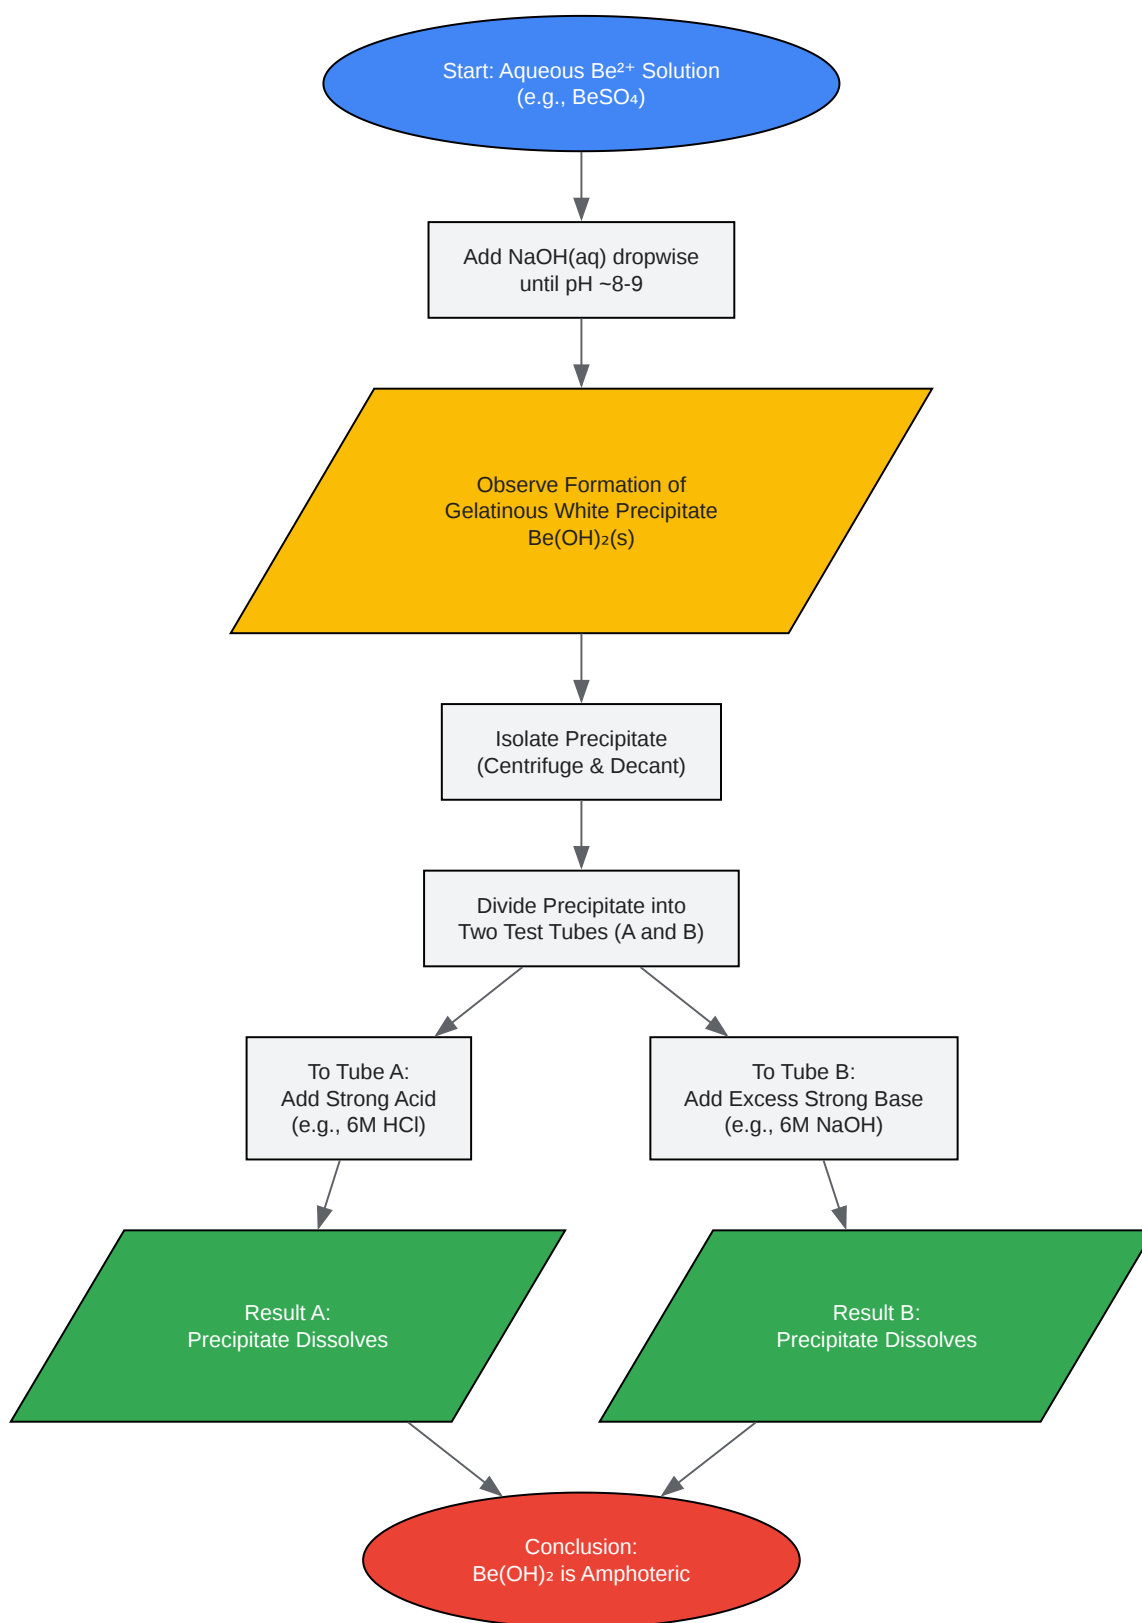 Start: Aqueous Be²⁺ Solution
(e.g., BeSO₄)
Add NaOH(aq) dropwise
until pH ~8-9
Observe Formation of
Gelatinous White Precipitate
Be(OH)₂(s)
Isolate Precipitate
(Centrifuge & Decant)
Divide Precipitate into
Two Test Tubes (A and B)
To Tube A:
Add Strong Acid
(e.g., 6M HCl)
To Tube B:
Add Excess Strong Base
(e.g., 6M NaOH)
Result A:
Precipitate Dissolves
Result B:
Precipitate Dissolves
Conclusion:
Be(OH)₂ is Amphoteric